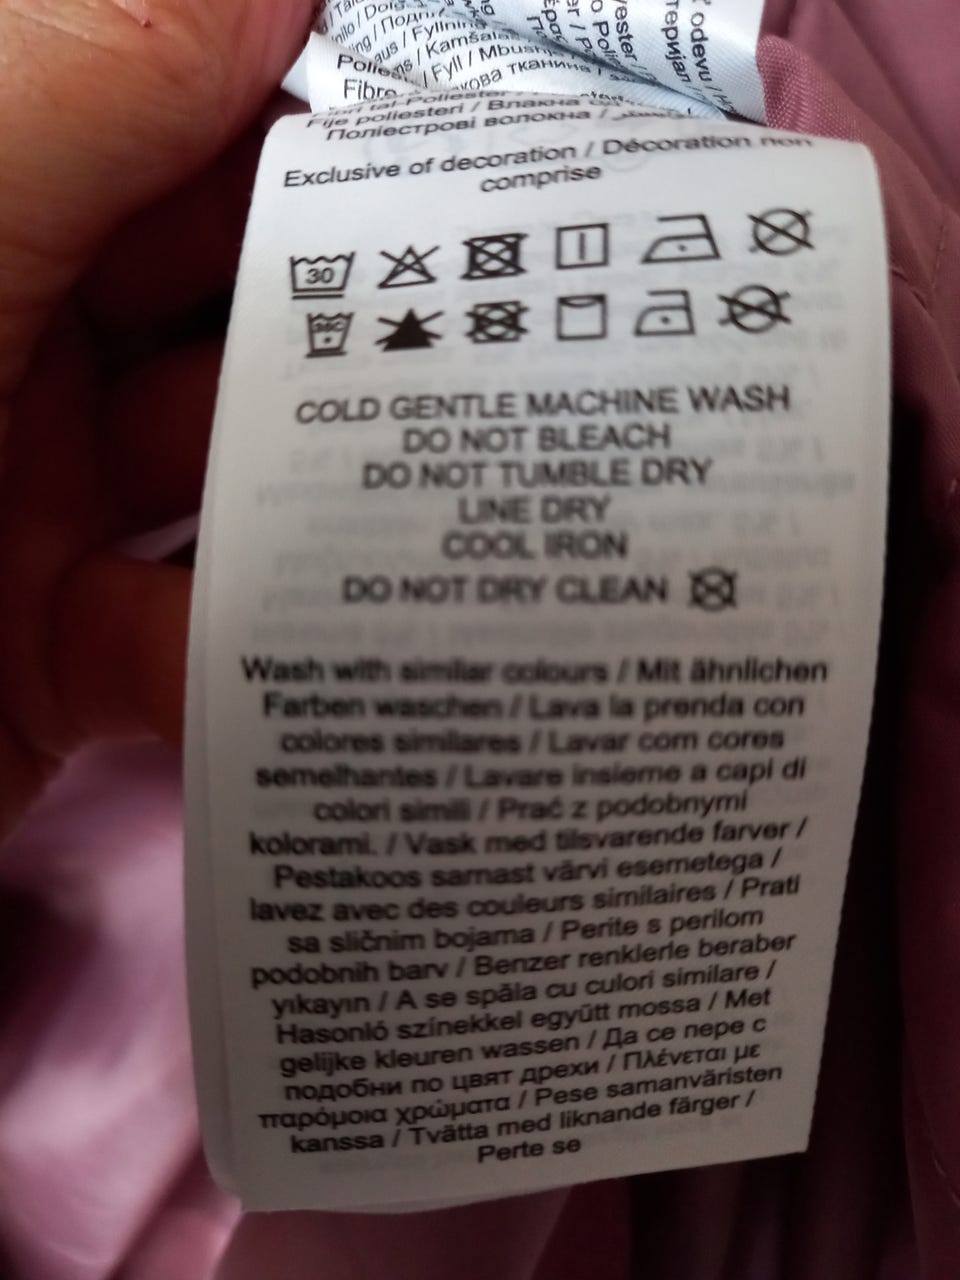 Polies
Fibre
Fije poliesteri / Влакна
Поліестрові волокна /
Exclusive of decoration / Décoration non
comprise
30
30C
COLD GENTLE MACHINE WASH
DO NOT BLEACH
DO NOT TUMBLE DRY
LINE DRY
COOL IRON
DO NOT DRY CLEAN
Wash with similar colours / Mit ähnlichen
Farben waschen / Lava la prenda con
colores similares / Lavar com cores
semelhantes / Lavare insieme a capi di
colori simili / Prać z podobnymi
kolorami. / Vask med tilsvarende farver /
Pestakoos samast värvi esemetega /
lavez avec des couleurs similaires / Prati
sa sličnim bojama / Perite s perilom
podobnih barv / Benzer renklerle beraber
yıkayın / A se spăla cu culori similare /
Hasonló színekkel együtt mossa / Met
gelijke kleuren wassen / Да се пере с
подобни по цвят дрехи / Πλένεται με
παρόμοια χρώματα / Pese samanväristen
kanssa / Tvätta med liknande färger /
Perte se